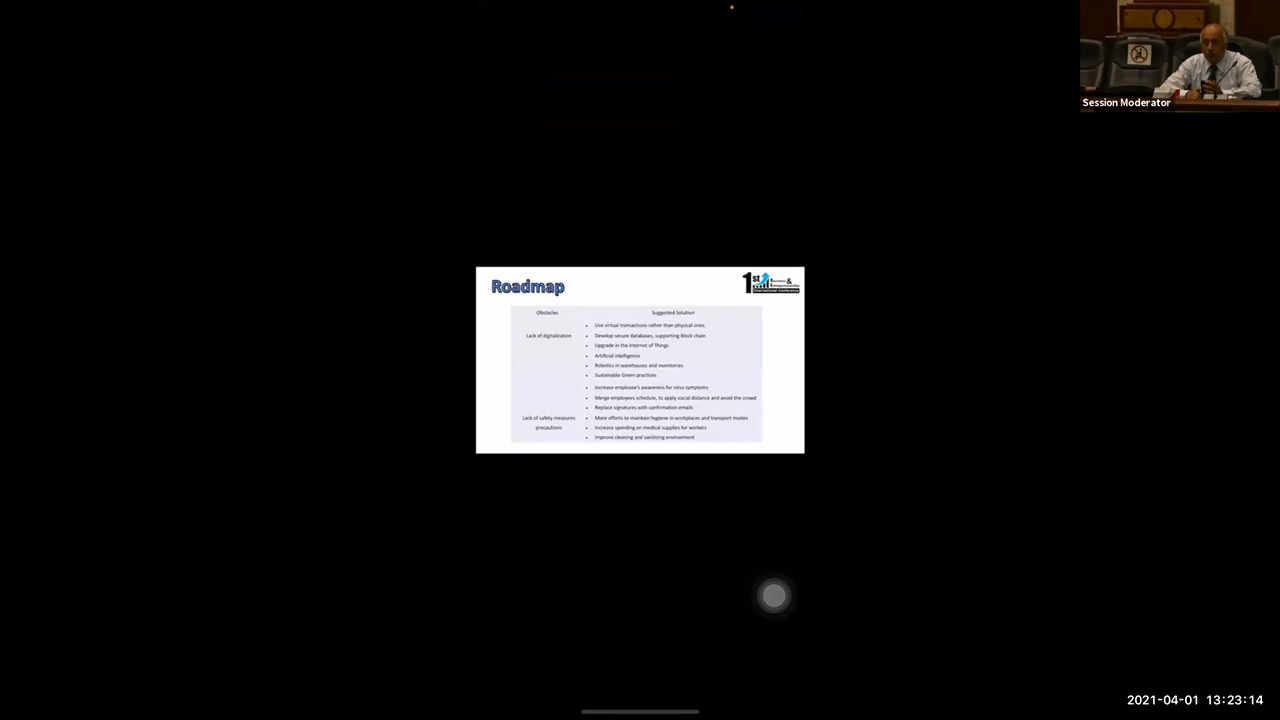 Session Moderator
Roadmap
1st
&
International Conference
Obstacles
Suggested Solution
Lack of digitalization
Use virtual transactions rather than physical ones.
Develop secure databases, supporting Block chain
Upgrade in the Internet of Things
Artificial intelligence
Robotics in warehouses and inventories
Sustainable Green practices
Lack of safety measures
precautions
Increase employee's awareness for virus symptoms
Merge employees schedule, to apply social distance and avoid the crowd
Replace signatures with confirmation emails
More efforts to maintain hygiene in workplaces and transport modes
Increase spending on medical supplies for workers
Improve cleaning and sanitizing environment
2021-04-01 13:23:14